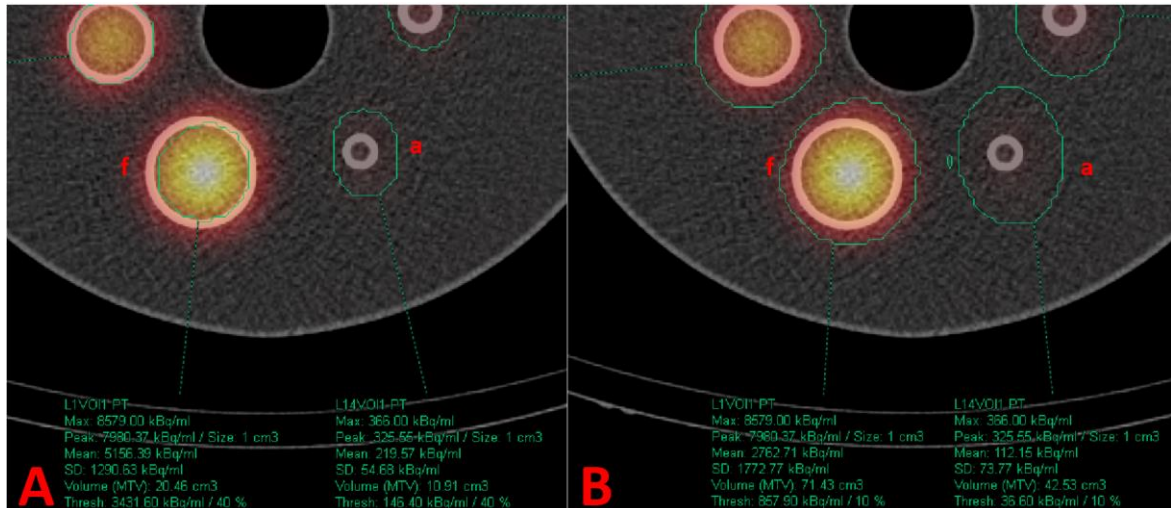 f
a
L1VOI1-PT
Max: 8579.00 kBq/ml
Peak: 7980.37 kBq/ml / Size: 1 cm3
Mean: 5156.39 kBq/ml
SD: 1290.63 kBq/ml
Volume (MTV): 20.46 cm3
Thresh: 3431.60 kBq/ml / 40 %
L14VOI1-PT
Max: 366.00 kBq/ml
Peak: 325.55 kBq/ml / Size: 1 cm3
Mean: 219.57 kBq/ml
SD: 54.68 kBq/ml
Volume (MTV): 10.91 cm3
Thresh: 146.40 kBq/ml / 40 %
A
f
a
L1VOI1-PT
Max: 8579.00 kBq/ml
Peak: 7980.37 kBq/ml / Size: 1 cm3
Mean: 2762.71 kBq/ml
SD: 1772.77 kBq/ml
Volume (MTV): 71.43 cm3
Thresh: 857.90 kBq/ml / 10 %
L14VOI1-PT
Max: 366.00 kBq/ml
Peak: 325.55 kBq/ml / Size: 1 cm3
Mean: 112.15 kBq/ml
SD: 73.77 kBq/ml
Volume (MTV): 42.53 cm3
Thresh: 36.60 kBq/ml / 10 %
B